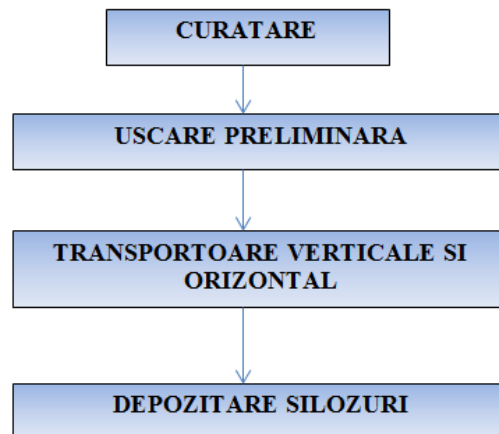 CURATARE
USCARE PRELIMINARA
TRANSPORTOARE VERTICALE SI
ORIZONTAL
DEPOZITARE SILOZURI